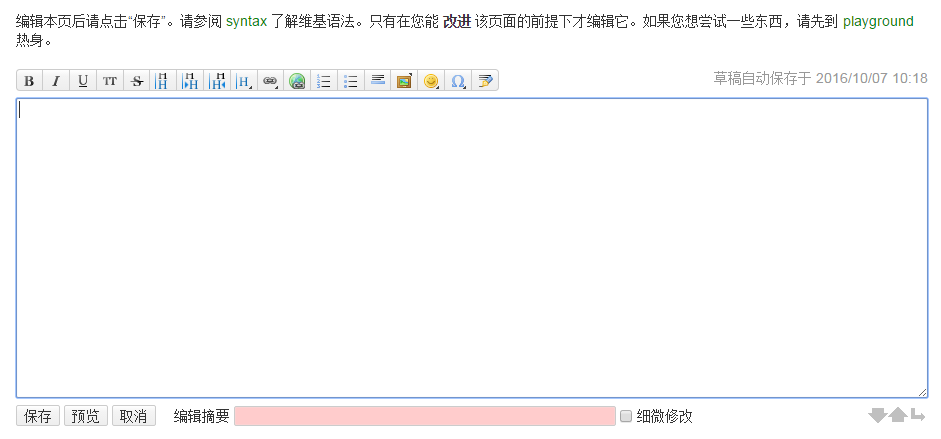 编辑本页后请点击“保存”。请参阅 syntax 了解维基语法。只有在您能 改进 该页面的前提下才编辑它。如果您想尝试一些东西，请先到 playground
热身。
B I U TT S H H H H H Ω
草稿自动保存于 2016/10/07 10:18
保存 预览 取消 编辑摘要 细微修改